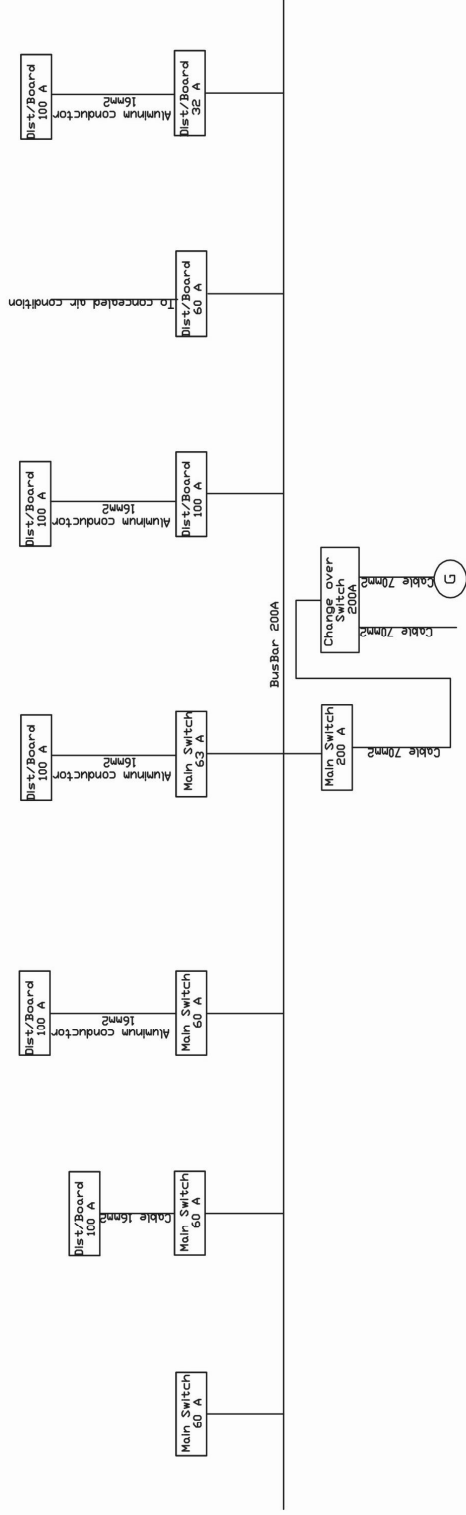 Dist/Board
100 A
Aluminum conductor
16mm2
Dist/Board
32 A
To concealed air condition
Dist/Board
60 A
Dist/Board
100 A
Aluminum conductor
16mm2
Dist/Board
100 A
Dist/Board
100 A
Aluminum conductor
16mm2
Main Switch
63 A
Dist/Board
100 A
Aluminum conductor
16mm2
Main Switch
60 A
Dist/Board
100 A
Cable 16mm2
Main Switch
60 A
Main Switch
60 A
BusBar 200A
Change over
Switch
200A
Cable 70mm2
Cable 70mm2
G
Main Switch
200 A
Cable 70mm2